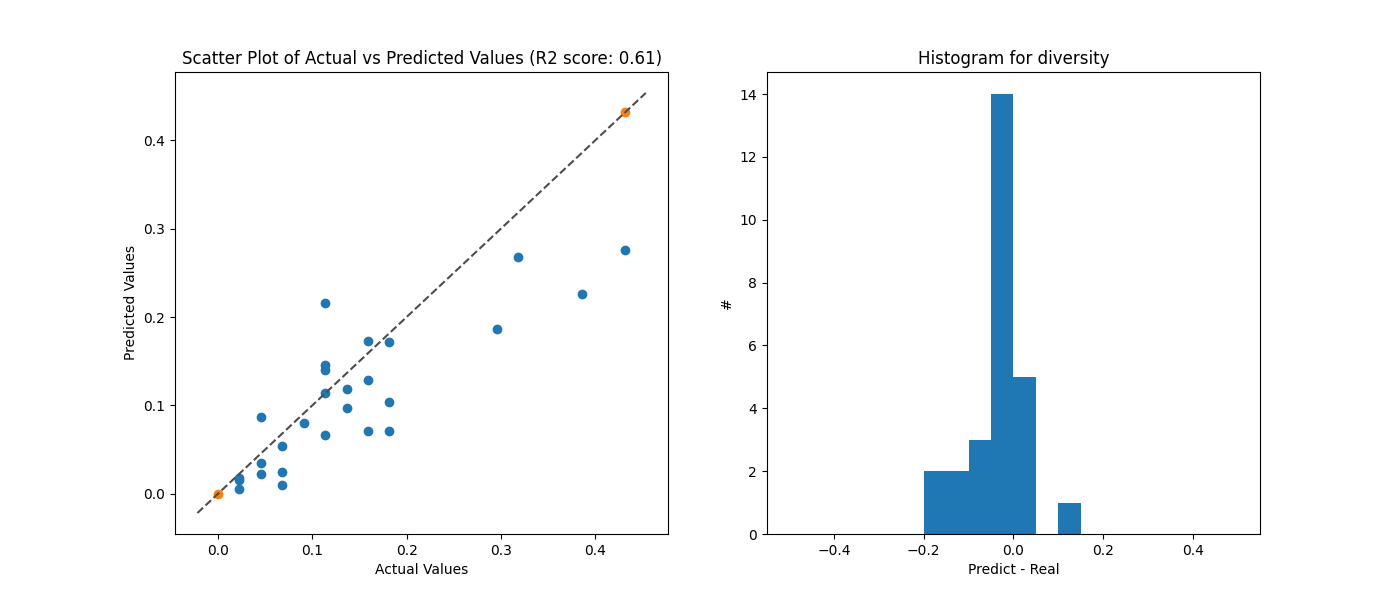 Scatter Plot of Actual vs Predicted Values (R2 score: 0.61)
0.4
0.3
0.2
0.1
0.0
Predicted Values
0.0 0.1 0.2 0.3 0.4
Actual Values
Histogram for diversity
14
12
10
8
6
4
2
0
#
−0.4 −0.2 0.0 0.2 0.4
Predict - Real